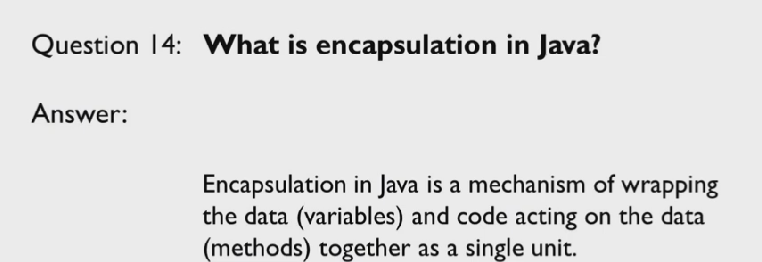 Question 14: What is encapsulation in Java?
Answer:
Encapsulation in Java is a mechanism of wrapping
the data (variables) and code acting on the data
(methods) together as a single unit.